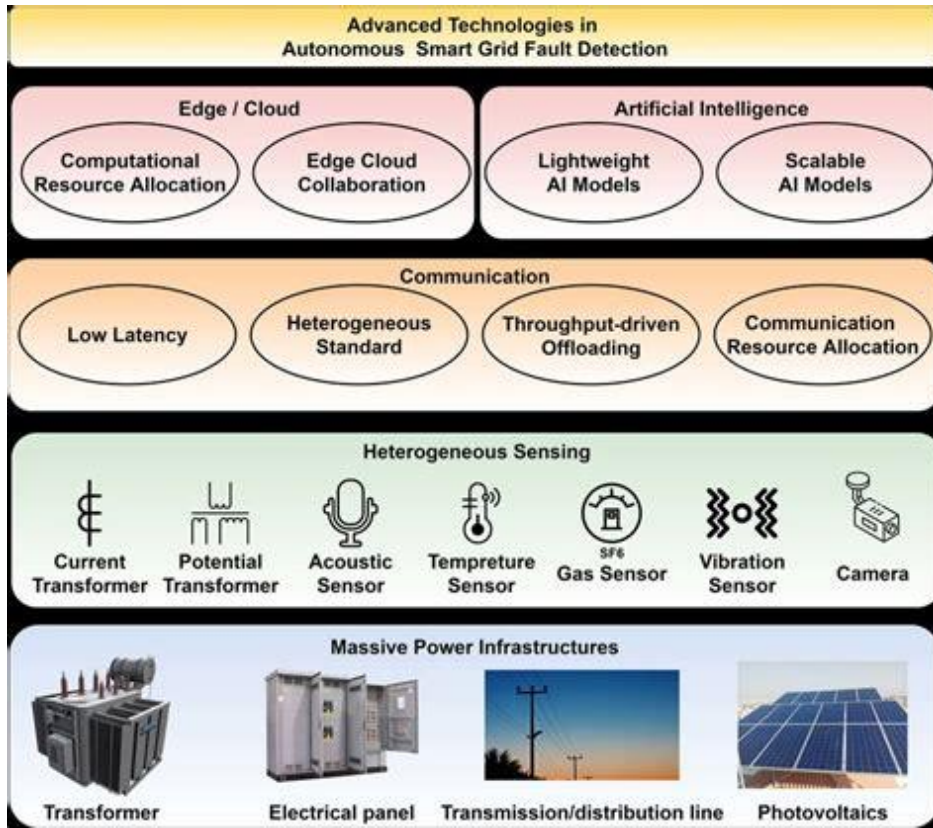 Advanced Technologies in
Autonomous Smart Grid Fault Detection
Edge / Cloud
Computational
Resource Allocation
Edge Cloud
Collaboration
Artificial Intelligence
Lightweight
AI Models
Scalable
AI Models
Communication
Low Latency
Heterogeneous
Standard
Throughput-driven
Offloading
Communication
Resource Allocation
Heterogeneous Sensing
Current
Transformer
Potential
Transformer
Acoustic
Sensor
Tempreture
Sensor
SF6
Gas Sensor
Vibration
Sensor
Camera
Massive Power Infrastructures
Transformer
Electrical panel
Transmission/distribution line
Photovoltaics